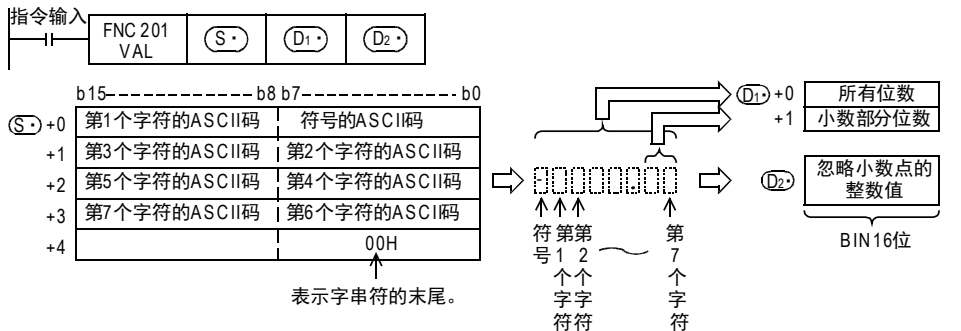 指令输入
FNC 201
VAL
S·
D1·
D2·
b15 b8 b7 b0
S· +0 第1个字符的ASCII码 符号的ASCII码
+1 第3个字符的ASCII码 第2个字符的ASCII码
+2 第5个字符的ASCII码 第4个字符的ASCII码
+3 第7个字符的ASCII码 第6个字符的ASCII码
+4 00H
表示字串符的末尾。
- .
符号
第1个字符
第2个字符
第7个字符
D1· +0 所有位数
+1 小数部分位数
D2· 忽略小数点的
整数值
BIN16位